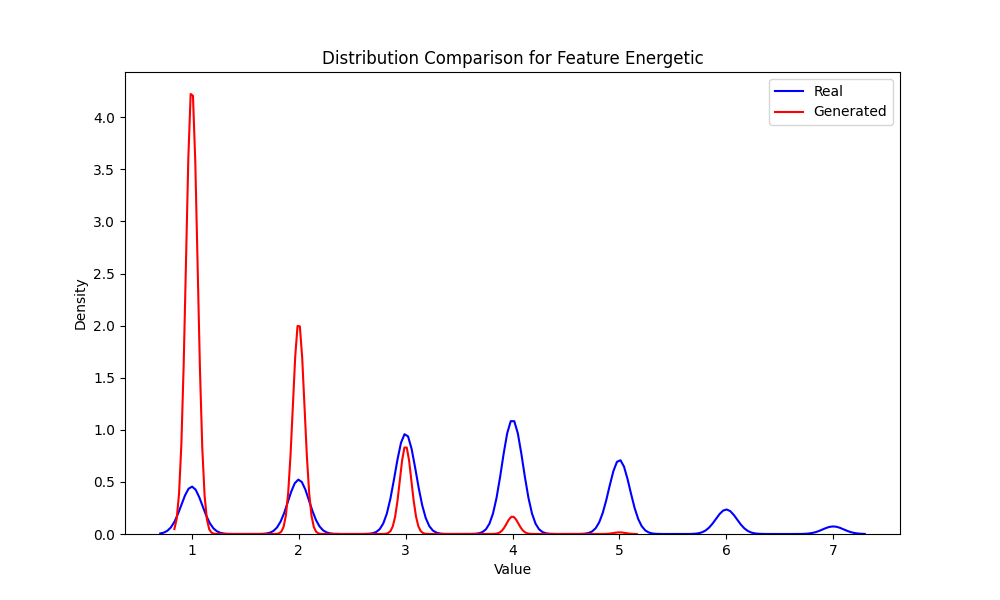 Distribution Comparison for Feature Energetic
Real
Generated
4.0
3.5
3.0
2.5
2.0
1.5
1.0
0.5
0.0
Density
1 2 3 4 5 6 7
Value